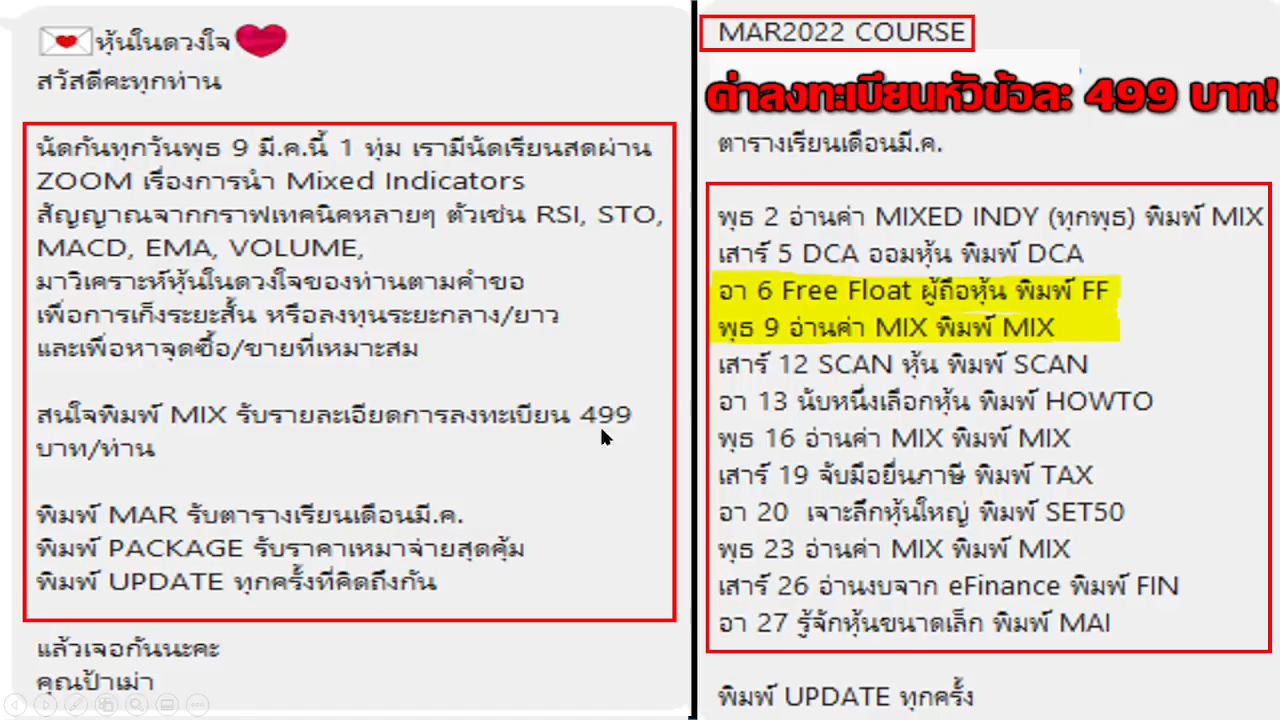 หุ้นในดวงใจ
สวัสดีคะทุกท่าน
นัดกันทุกวันพุธ 9 มี.ค.นี้ 1 ทุ่ม เรามีนัดเรียนสดผ่าน
ZOOM เรื่องการนำ Mixed Indicators
สัญญาณจากกราฟเทคนิคหลายๆ ตัวเช่น RSI, STO,
MACD, EMA, VOLUME,
มาวิเคราะห์หุ้นในดวงใจของท่านตามคำขอ
เพื่อการเก็งระยะสั้น หรือลงทุนระยะกลาง/ยาว
และเพื่อหาจุดซื้อ/ขายที่เหมาะสม
สนใจพิมพ์ MIX รับรายละเอียดการลงทะเบียน 499
บาท/ท่าน
พิมพ์ MAR รับตารางเรียนเดือนมี.ค.
พิมพ์ PACKAGE รับราคาเหมาจ่ายสุดคุ้ม
พิมพ์ UPDATE ทุกครั้งที่คิดถึงกัน
แล้วเจอกันนะคะ
คุณป้าเม่า
MAR2022 COURSE
ค่าลงทะเบียนหัวข้อละ 499 บาท!
ตารางเรียนเดือนมี.ค.
พุธ 2 อ่านค่า MIXED INDY (ทุกพุธ) พิมพ์ MIX
เสาร์ 5 DCA ออมหุ้น พิมพ์ DCA
อา 6 Free Float ผู้ถือหุ้น พิมพ์ FF
พุธ 9 อ่านค่า MIX พิมพ์ MIX
เสาร์ 12 SCAN หุ้น พิมพ์ SCAN
อา 13 นับหนึ่งเลือกหุ้น พิมพ์ HOWTO
พุธ 16 อ่านค่า MIX พิมพ์ MIX
เสาร์ 19 จับมือยื่นภาษี พิมพ์ TAX
อา 20 เจาะลึกหุ้นใหญ่ พิมพ์ SET50
พุธ 23 อ่านค่า MIX พิมพ์ MIX
เสาร์ 26 อ่านงบจาก eFinance พิมพ์ FIN
อา 27 รู้จักหุ้นขนาดเล็ก พิมพ์ MAI
พิมพ์ UPDATE ทุกครั้ง